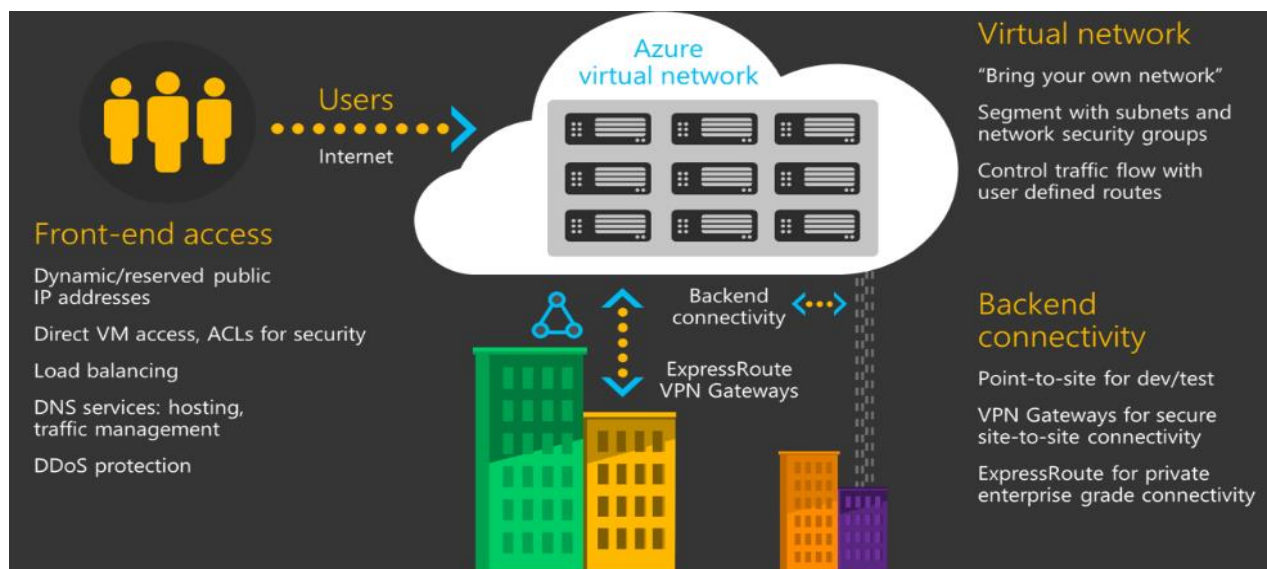 Azure
virtual network
Users
Internet
Front-end access
Dynamic/reserved public
IP addresses
Direct VM access, ACLs for security
Load balancing
DNS services: hosting,
traffic management
DDoS protection
Backend
connectivity
ExpressRoute
VPN Gateways
Virtual network
“Bring your own network”
Segment with subnets and
network security groups
Control traffic flow with
user defined routes
Backend
connectivity
Point-to-site for dev/test
VPN Gateways for secure
site-to-site connectivity
ExpressRoute for private
enterprise grade connectivity